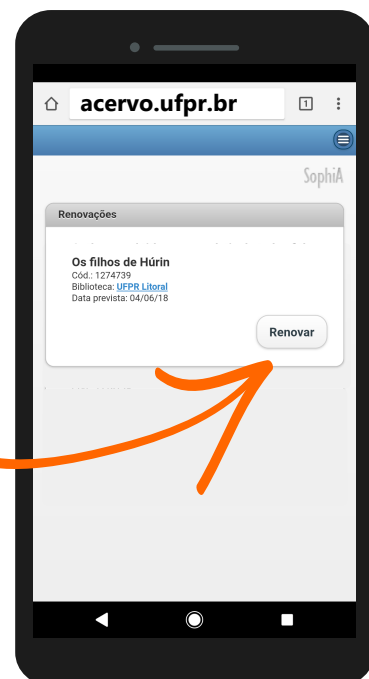 acervo.ufpr.br
1
SophiA
Renovações
Os filhos de Húrin
Cód.: 1274739
Biblioteca: UFPR Litoral
Data prevista: 04/06/18
Renovar